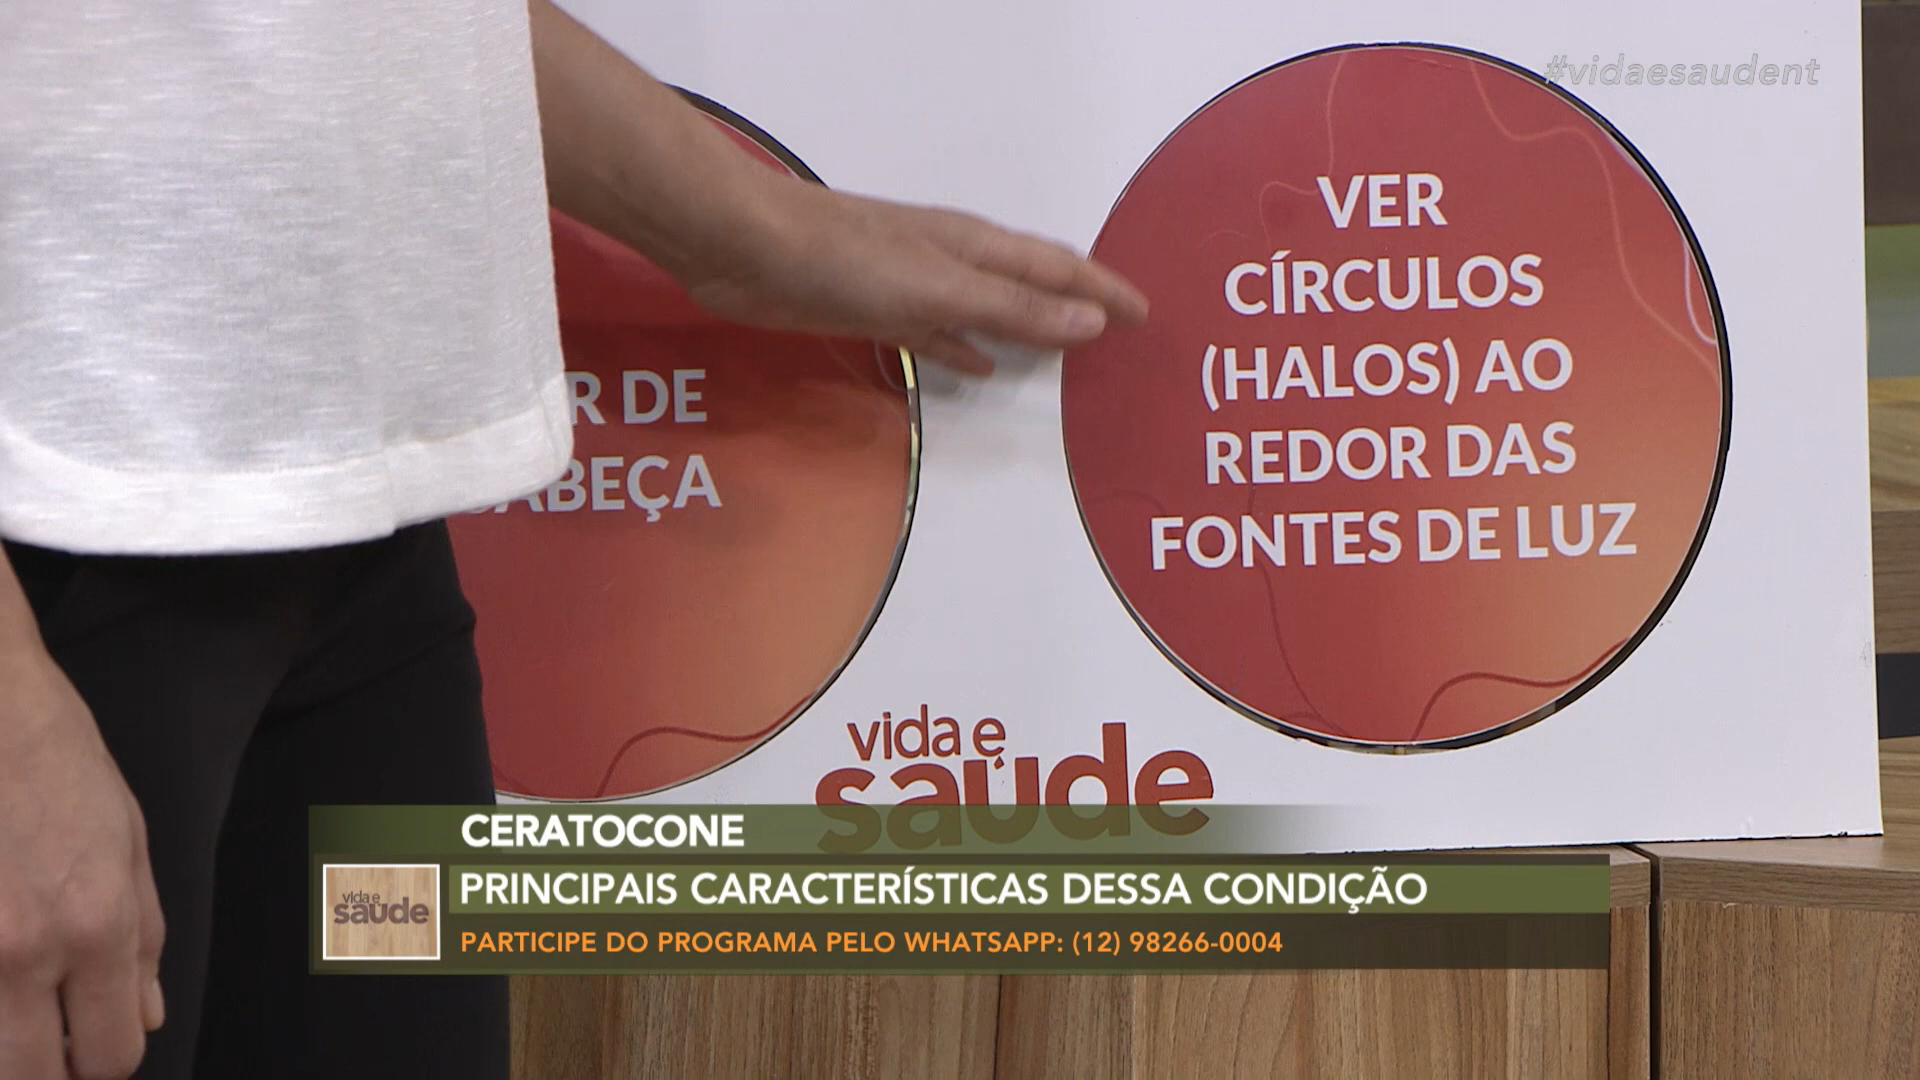 #vidaesaudent
VER
CÍRCULOS
(HALOS) AO
REDOR DAS
FONTES DE LUZ
R DE
ABEÇA
vida e
saúde
CERATOCONE
PRINCIPAIS CARACTERÍSTICAS DESSA CONDIÇÃO
PARTICIPE DO PROGRAMA PELO WHATSAPP: (12) 98266-0004
vida e
saúde